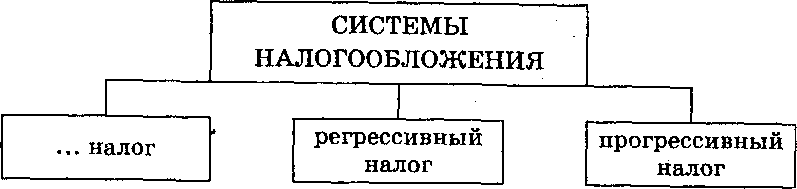 СИСТЕМЫ
НАЛОГООБЛОЖЕНИЯ
... налог
регрессивный
налог
прогрессивный
налог